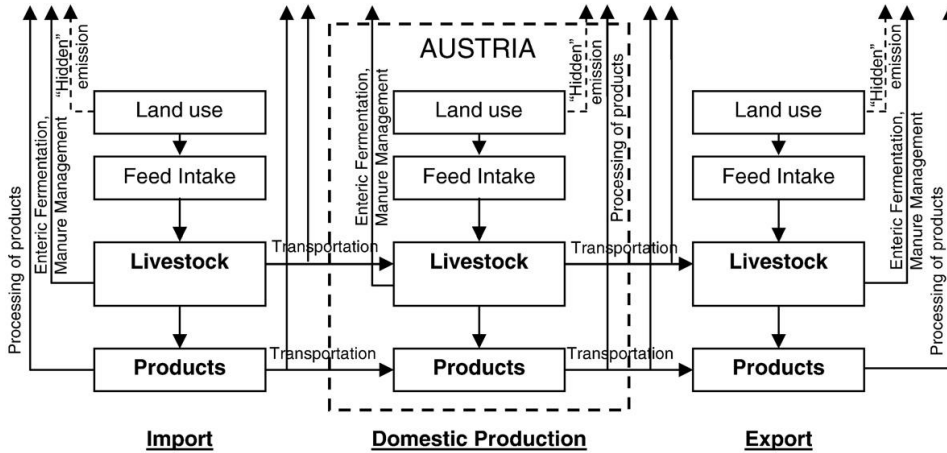 AUSTRIA
"Hidden"
emission
Land use
Feed Intake
Livestock
Products
Enteric Fermentation,
Manure Management
Processing of products
Transportation
Transportation
Import
"Hidden"
emission
Land use
Feed Intake
Livestock
Products
Enteric Fermentation,
Manure Management
Processing of products
Transportation
Transportation
Domestic Production
"Hidden"
emission
Land use
Feed Intake
Livestock
Products
Enteric Fermentation,
Manure Management
Processing of products
Export